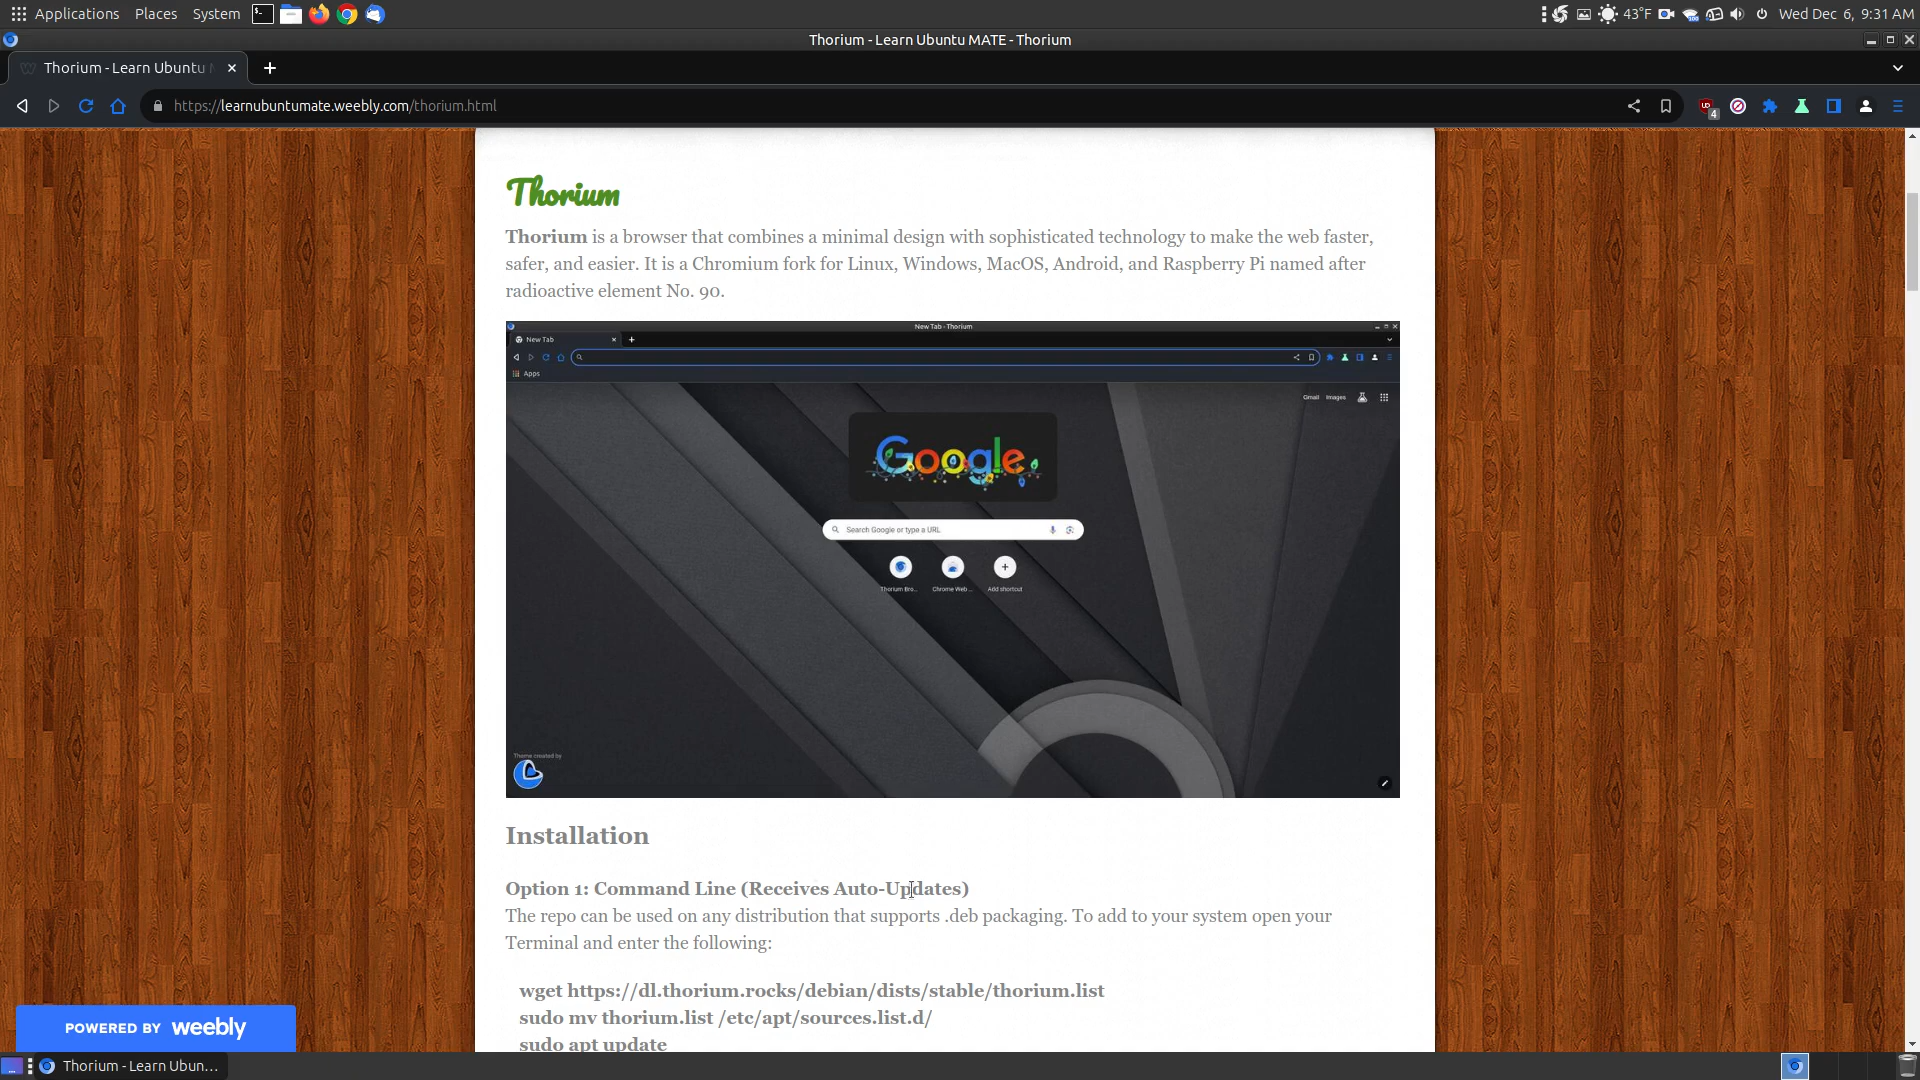 Applications Places System 43°F Wed Dec 6, 9:31 AM
Thorium - Learn Ubuntu MATE - Thorium
Thorium - Learn Ubuntu
https://learnubuntumate.weebly.com/thorium.html
4
Thorium
Thorium is a browser that combines a minimal design with sophisticated technology to make the web faster,
safer, and easier. It is a Chromium fork for Linux, Windows, MacOS, Android, and Raspberry Pi named after
radioactive element No. 90.
New Tab - Thorium
New Tab
Apps
Gmail Images
Google
Search Google or type a URL
Thorium Bro... Chrome Web ... Add shortcut
Theme created by
Installation
Option 1: Command Line (Receives Auto-Updates)
The repo can be used on any distribution that supports .deb packaging. To add to your system open your
Terminal and enter the following:
wget https://dl.thorium.rocks/debian/dists/stable/thorium.list
sudo mv thorium.list /etc/apt/sources.list.d/
sudo apt update
POWERED BY weebly
Thorium - Learn Ubun...